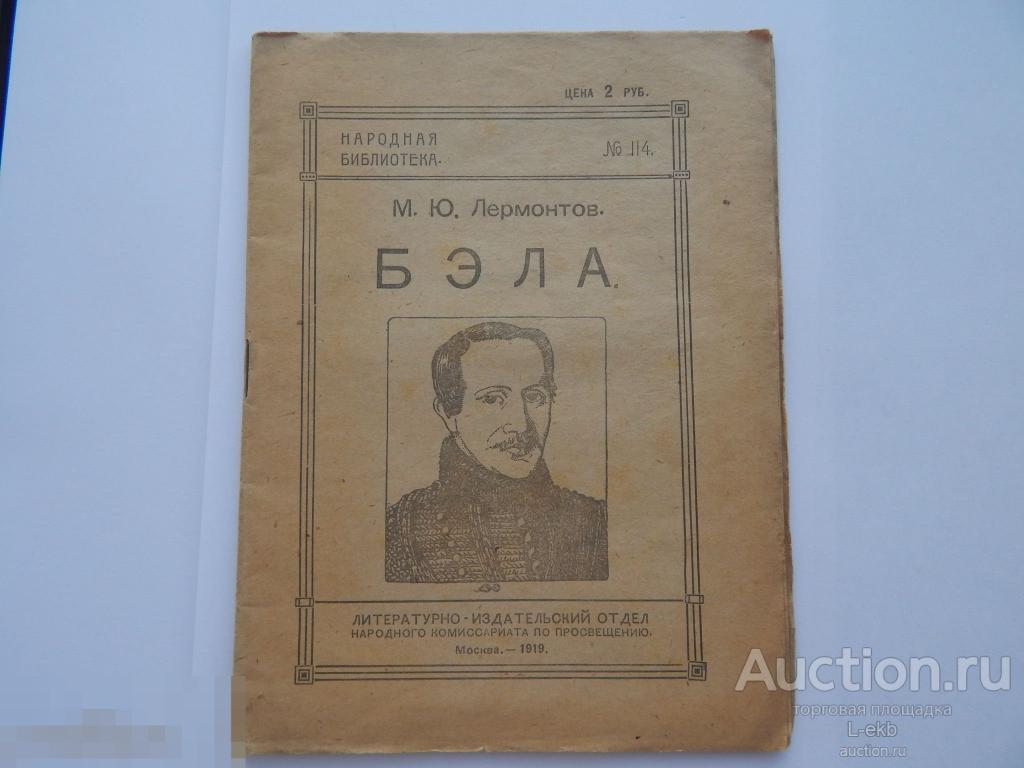 ЦЕНА 2 РУБ.
НАРОДНАЯ
БИБЛИОТЕКА.
№ 114.
М. Ю. Лермонтов.
БЭЛА.
ЛИТЕРАТУРНО-ИЗДАТЕЛЬСКИЙ ОТДЕЛ
НАРОДНОГО КОМИССАРИАТА ПО ПРОСВЕЩЕНИЮ.
Москва.—1919.
Auction.ru
торговая площадка
L-ekb
auction.ru